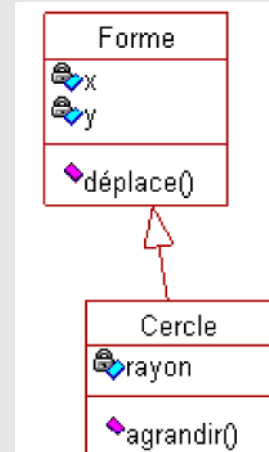 Forme
x
y
déplace()
Cercle
rayon
agrandir()